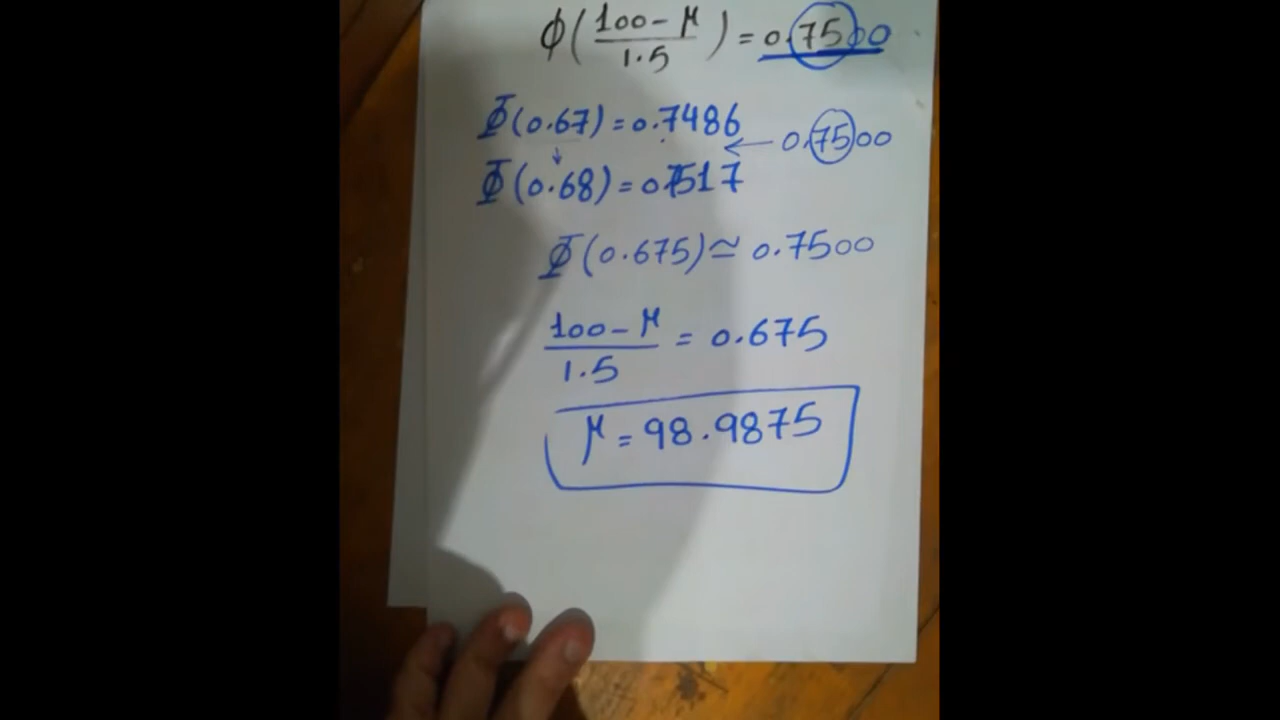 ϕ(100-μ/1.5) = 0.7500
Φ(0.67) = 0.7486
← 0.7500
↓
Φ(0.68) = 0.7517
Φ(0.675) ≃ 0.7500
100-μ/1.5 = 0.675
μ = 98.9875